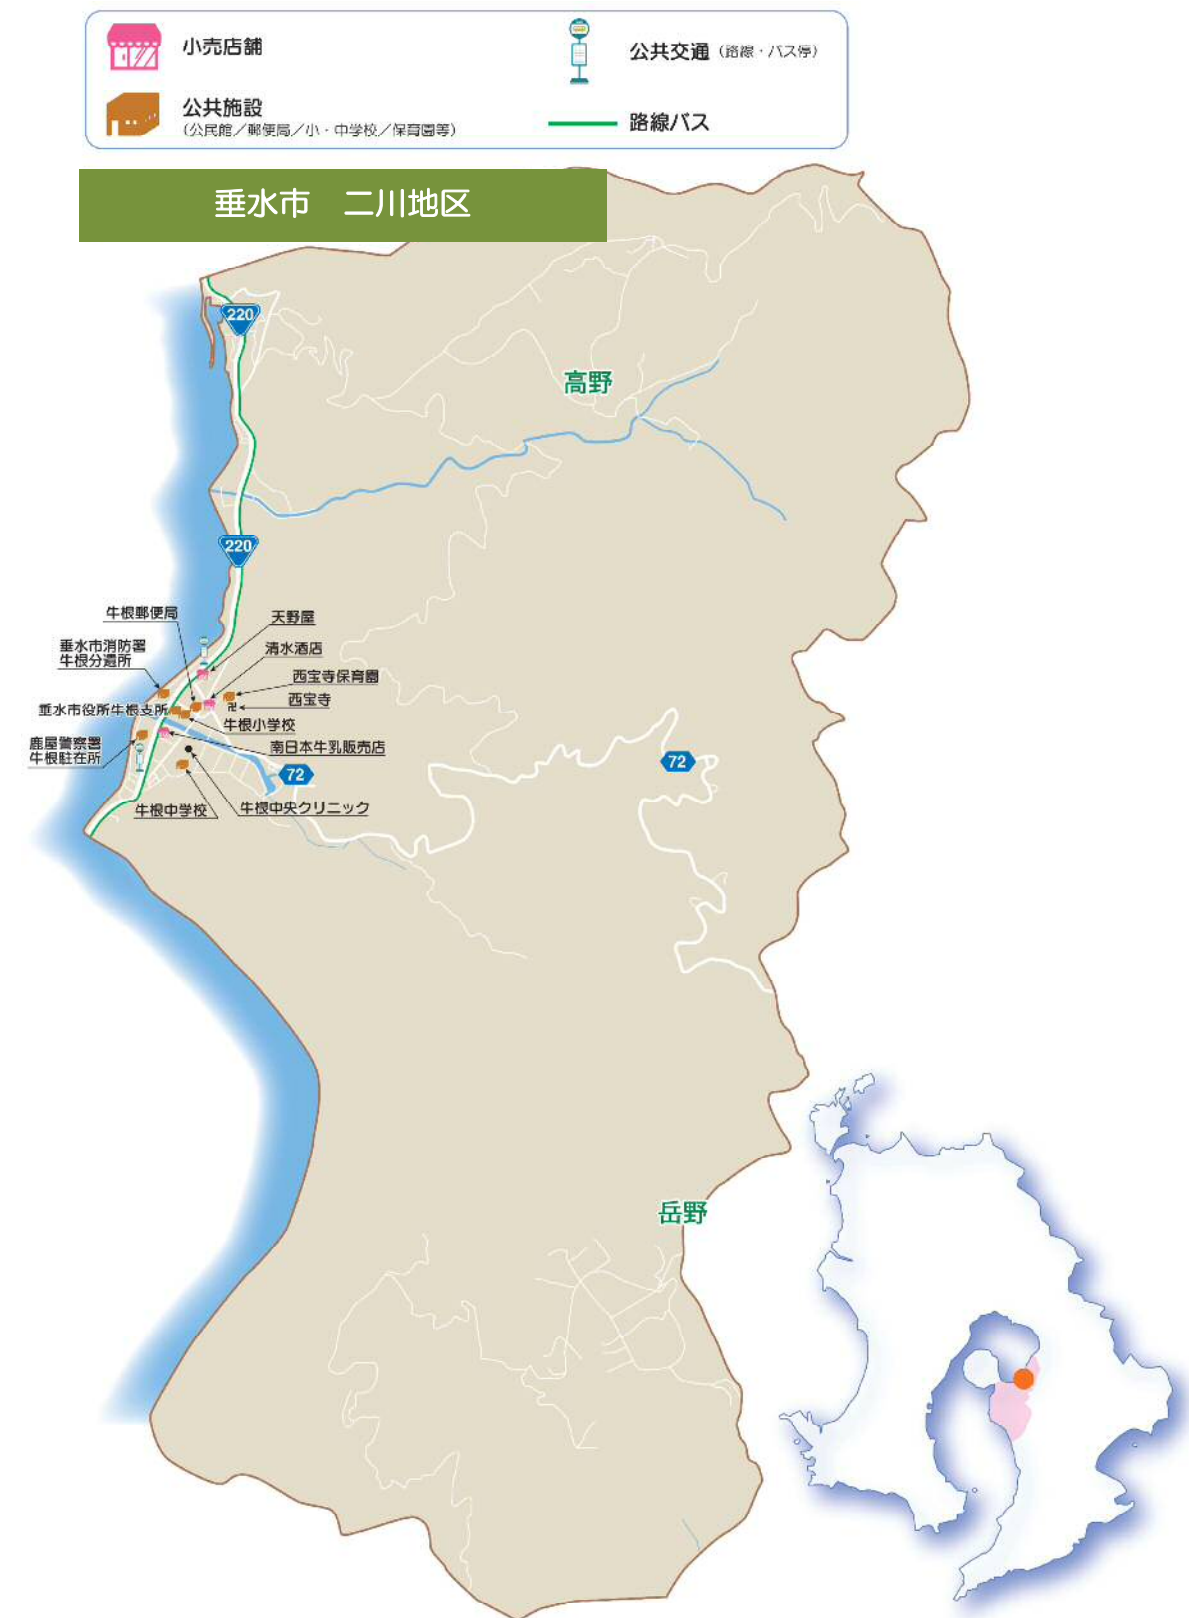 小売店舗
公共交通（路線・バス停）
公共施設
（公民館／郵便局／小・中学校／保育園等）
路線バス
垂水市　二川地区
220
高野
220
牛根郵便局
天野屋
垂水市消防署
牛根分遣所
清水酒店
西宝寺保育園
西宝寺
垂水市役所牛根支所
牛根小学校
鹿屋警察署
牛根駐在所
南日本牛乳販売店
72
72
牛根中学校
牛根中央クリニック
岳野